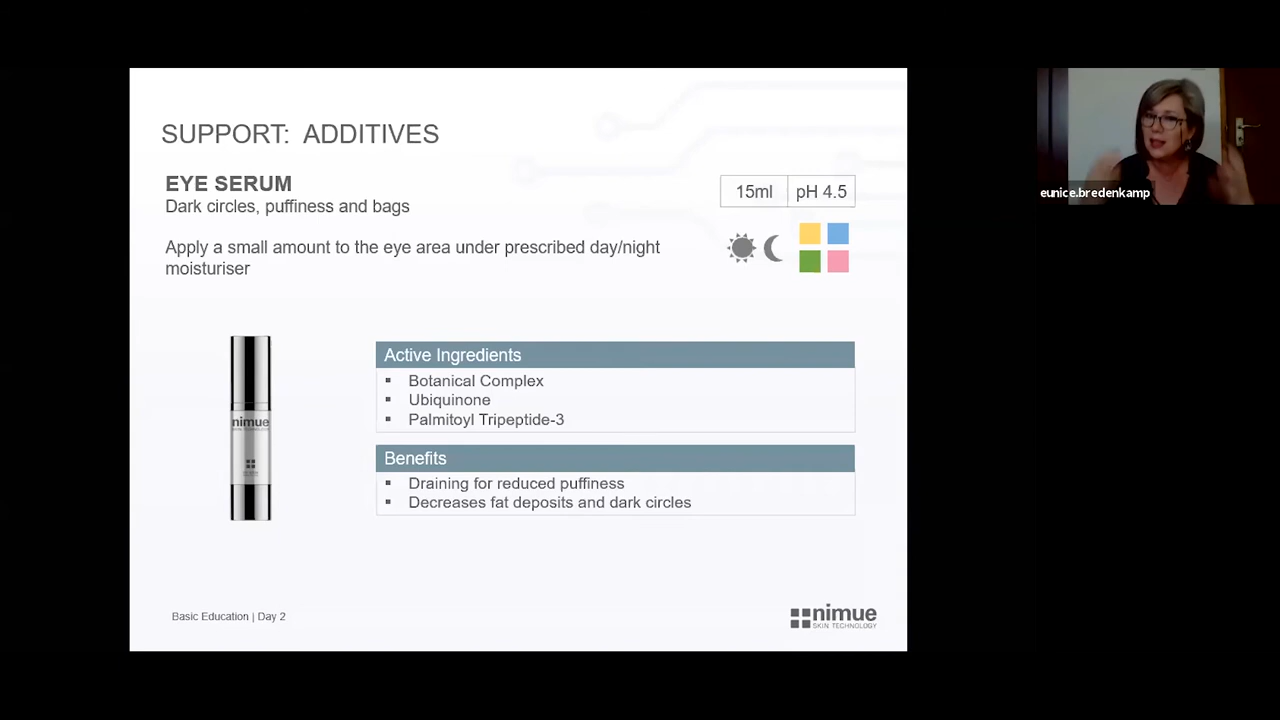 SUPPORT: ADDITIVES
EYE SERUM
Dark circles, puffiness and bags
15ml
pH 4.5
Apply a small amount to the eye area under prescribed day/night
moisturiser
nimue
Active Ingredients
▪ Botanical Complex
▪ Ubiquinone
▪ Palmitoyl Tripeptide-3
Benefits
▪ Draining for reduced puffiness
▪ Decreases fat deposits and dark circles
Basic Education | Day 2
nimue
SKIN TECHNOLOGY
eunice.bredenkamp